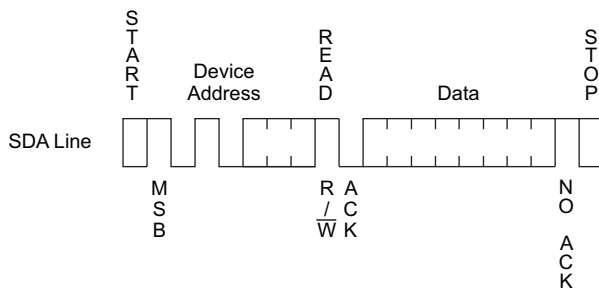 START
Device
Address
READ
Data
STOP
SDA Line
MSB
R/W
ACK
NO ACK